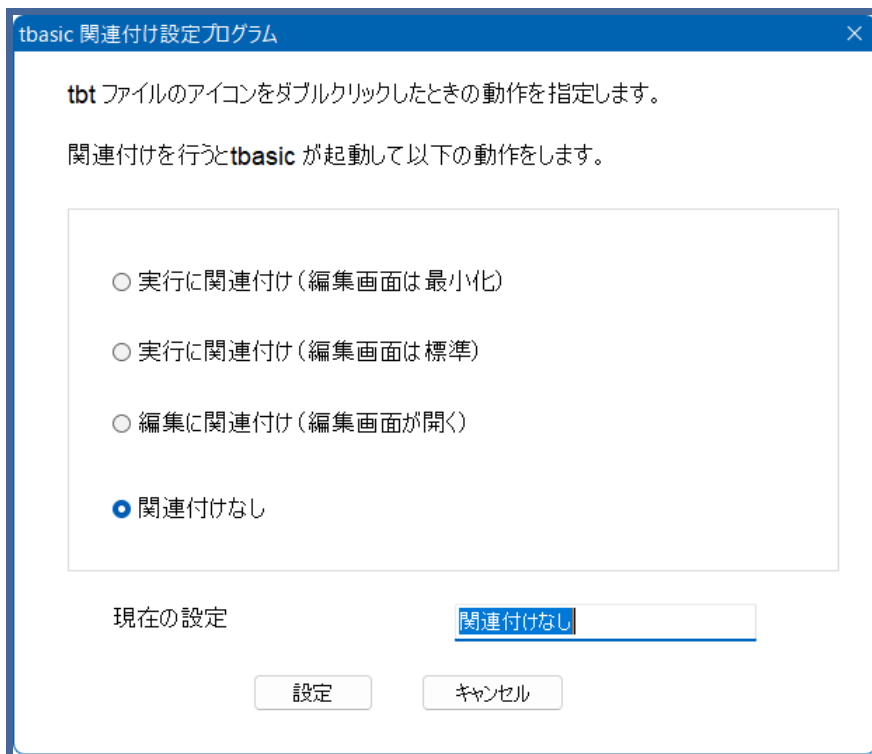 tbasic 関連付け設定プログラム
tbt ファイルのアイコンをダブルクリックしたときの動作を指定します。
関連付けを行うとtbasic が起動して以下の動作をします。
実行に関連付け（編集画面は最小化）
実行に関連付け（編集画面は標準）
編集に関連付け（編集画面が開く）
関連付けなし
現在の設定 関連付けなし
設定 キャンセル